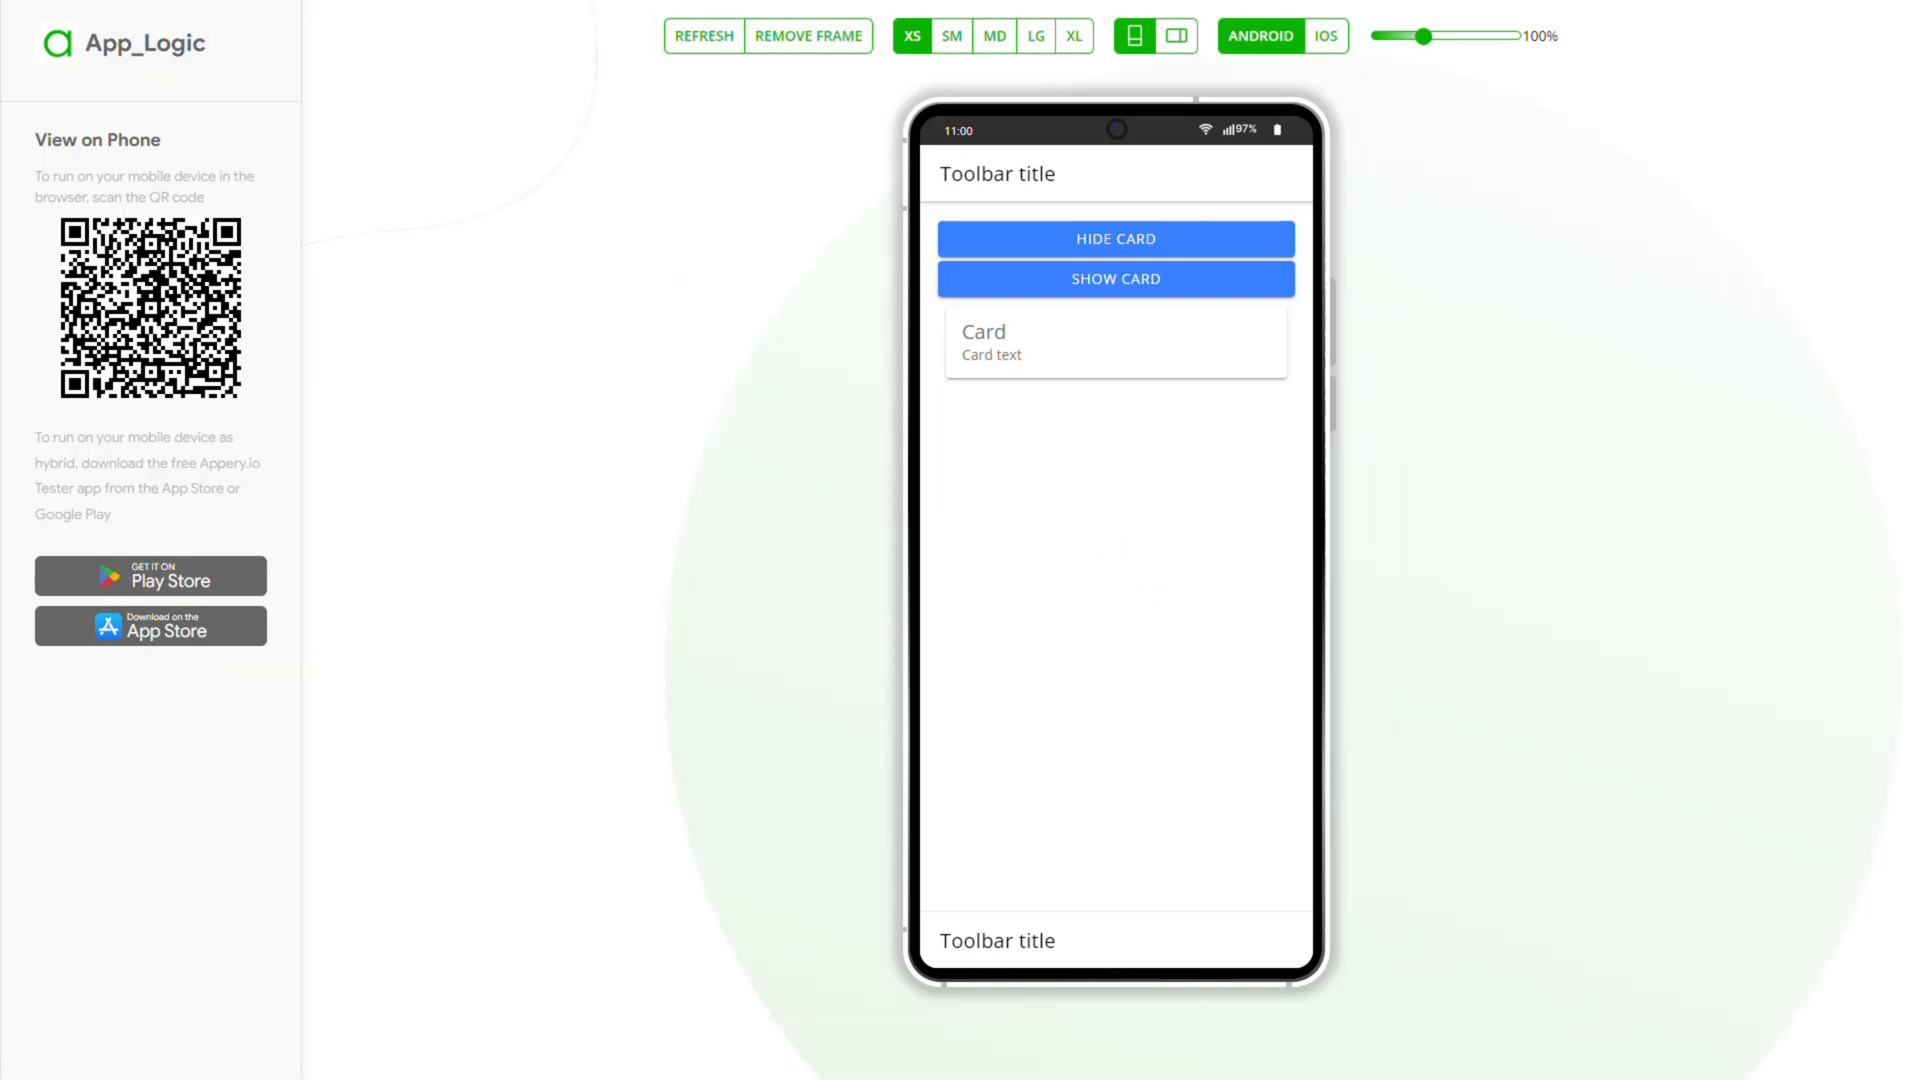 App_Logic
View on Phone
To run on your mobile device in the
browser, scan the QR code
To run on your mobile device as
hybrid, download the free Appery.io
Tester app from the App Store or
Google Play
GET IT ON
Play Store
Download on the
App Store
REFRESH REMOVE FRAME XS SM MD LG XL ANDROID IOS 100%
11:00 97%
Toolbar title
HIDE CARD
SHOW CARD
Card
Card text
Toolbar title